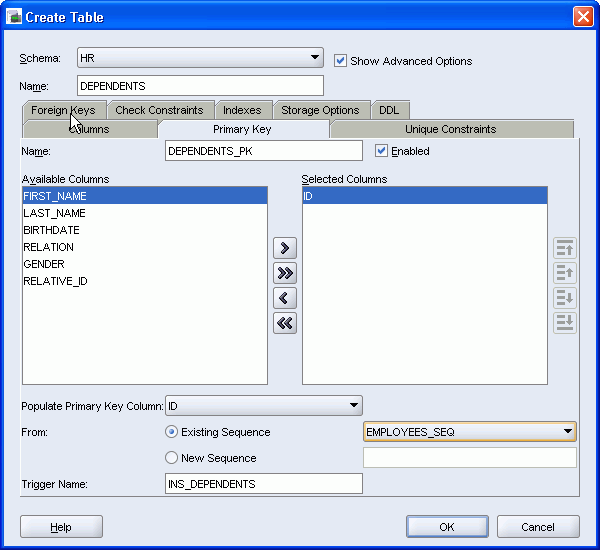 Create Table
Schema: HR Show Advanced Options
Name: DEPENDENTS
Foreign Keys Check Constraints Indexes Storage Options DDL
Columns Primary Key Unique Constraints
Name: DEPENDENTS_PK Enabled
Available Columns Selected Columns
FIRST_NAME ID
LAST_NAME
BIRTHDATE
RELATION
GENDER
RELATIVE_ID
Populate Primary Key Column: ID
From: Existing Sequence EMPLOYEES_SEQ
New Sequence
Trigger Name: INS_DEPENDENTS
Help OK Cancel